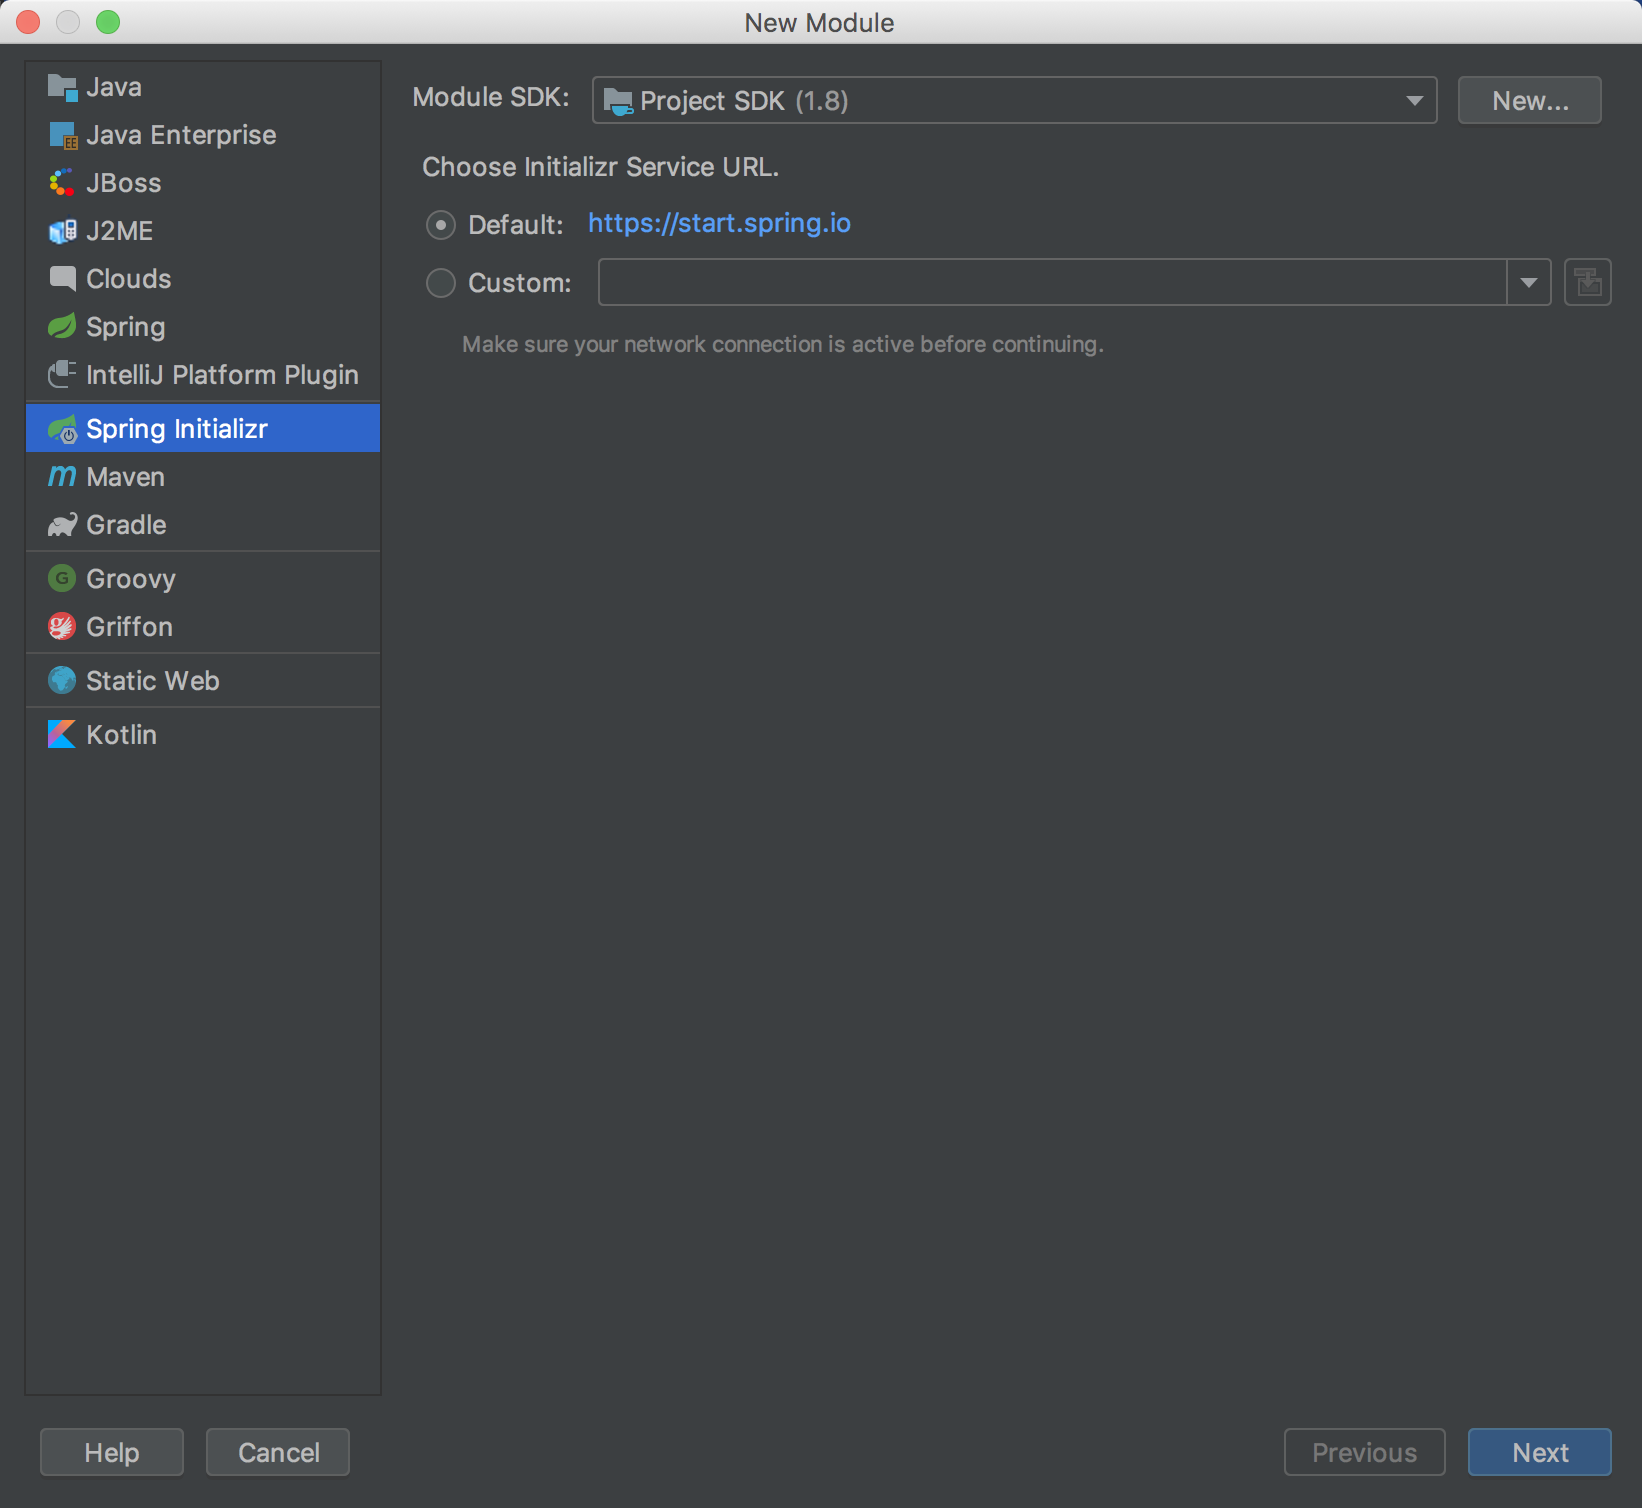 New Module
Java
Java Enterprise
JBoss
J2ME
Clouds
Spring
IntelliJ Platform Plugin
Spring Initializr
Maven
Gradle
Groovy
Griffon
Static Web
Kotlin
Module SDK: Project SDK (1.8) New...
Choose Initializr Service URL.
Default: https://start.spring.io
Custom:
Make sure your network connection is active before continuing.
Help Cancel Previous Next